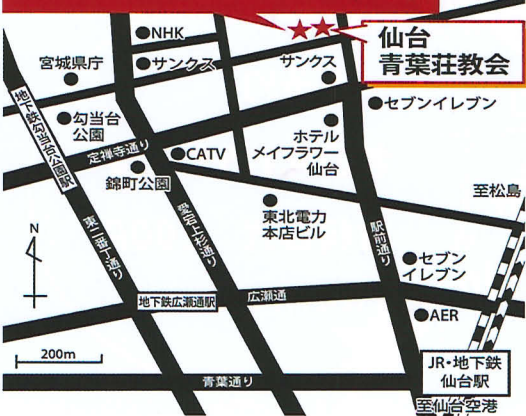 仙台
青葉荘教会
NHK
サンクス
宮城県庁
サンクス
セブンイレブン
地下鉄勾当台公園駅
勾当台
公園
定禅寺通り
CATV
錦町公園
ホテル
メイフラワー
仙台
東二番丁通り
愛宕上杉通り
東北電力
本店ビル
駅前通り
至松島
セブン
イレブン
N
地下鉄広瀬通駅
広瀬通
AER
200m
青葉通り
JR・地下鉄
仙台駅
至仙台空港